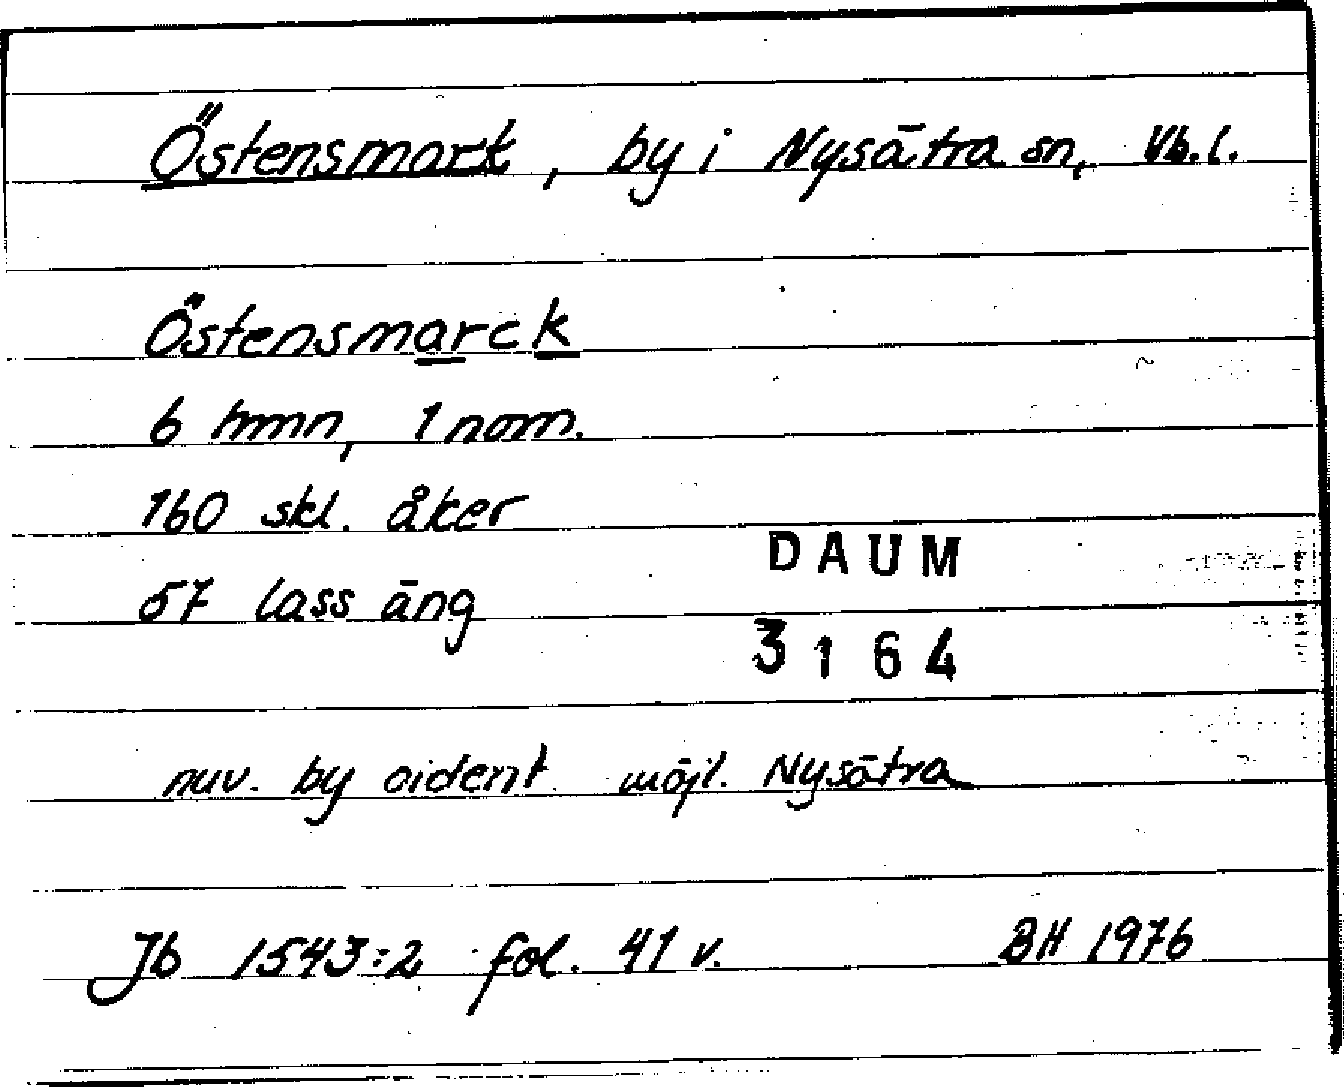 Östensmark, by i Nysätra sn, Vb.l.
Östensmarck
6 hmn, 1 nom.
160 skl. åker
57 lass äng
DAUM
3164
nuv. by oident. möjl. Nysätra
Jb 1543:2 fol. 41 v. BH 1976